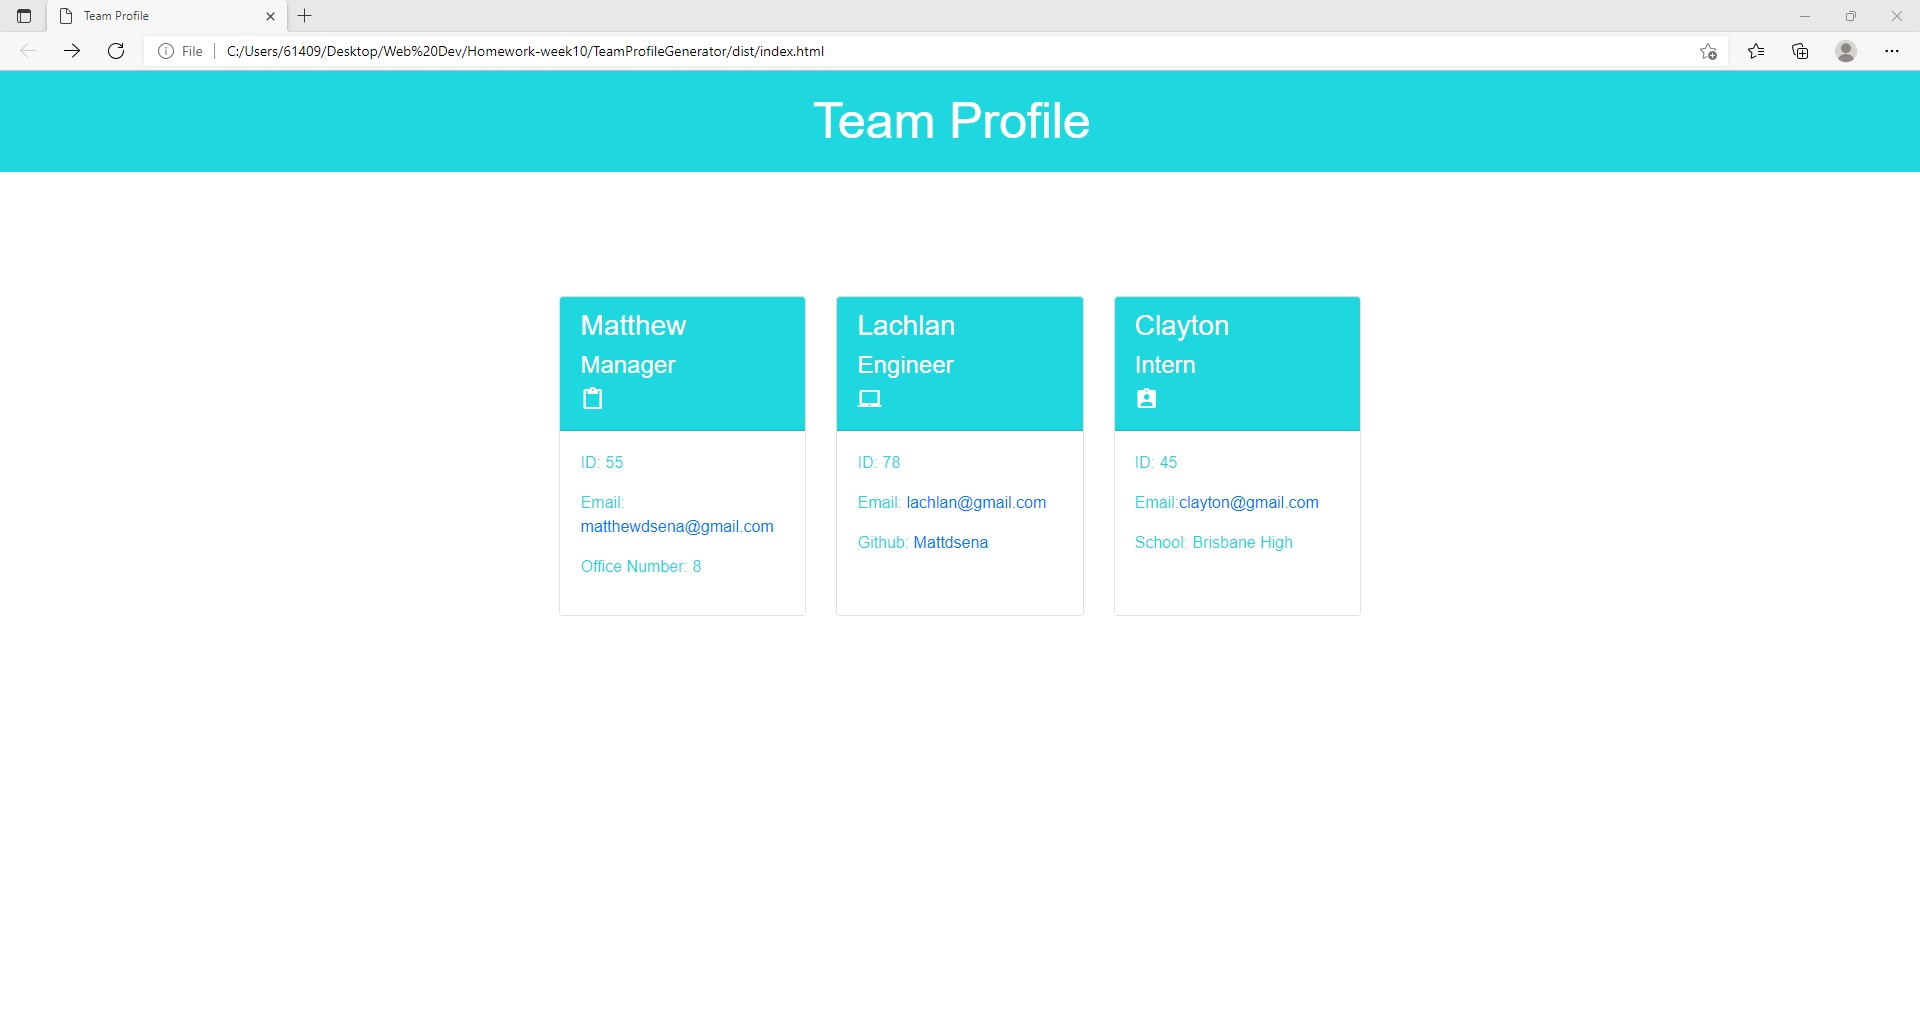 Team Profile
File
C:/Users/61409/Desktop/Web%20Dev/Homework-week10/TeamProfileGenerator/dist/index.html
Team Profile
Matthew
Manager
ID: 55
Email:
matthewdsena@gmail.com
Office Number: 8
Lachlan
Engineer
ID: 78
Email: lachlan@gmail.com
Github: Mattdsena
Clayton
Intern
ID: 45
Email:clayton@gmail.com
School: Brisbane High